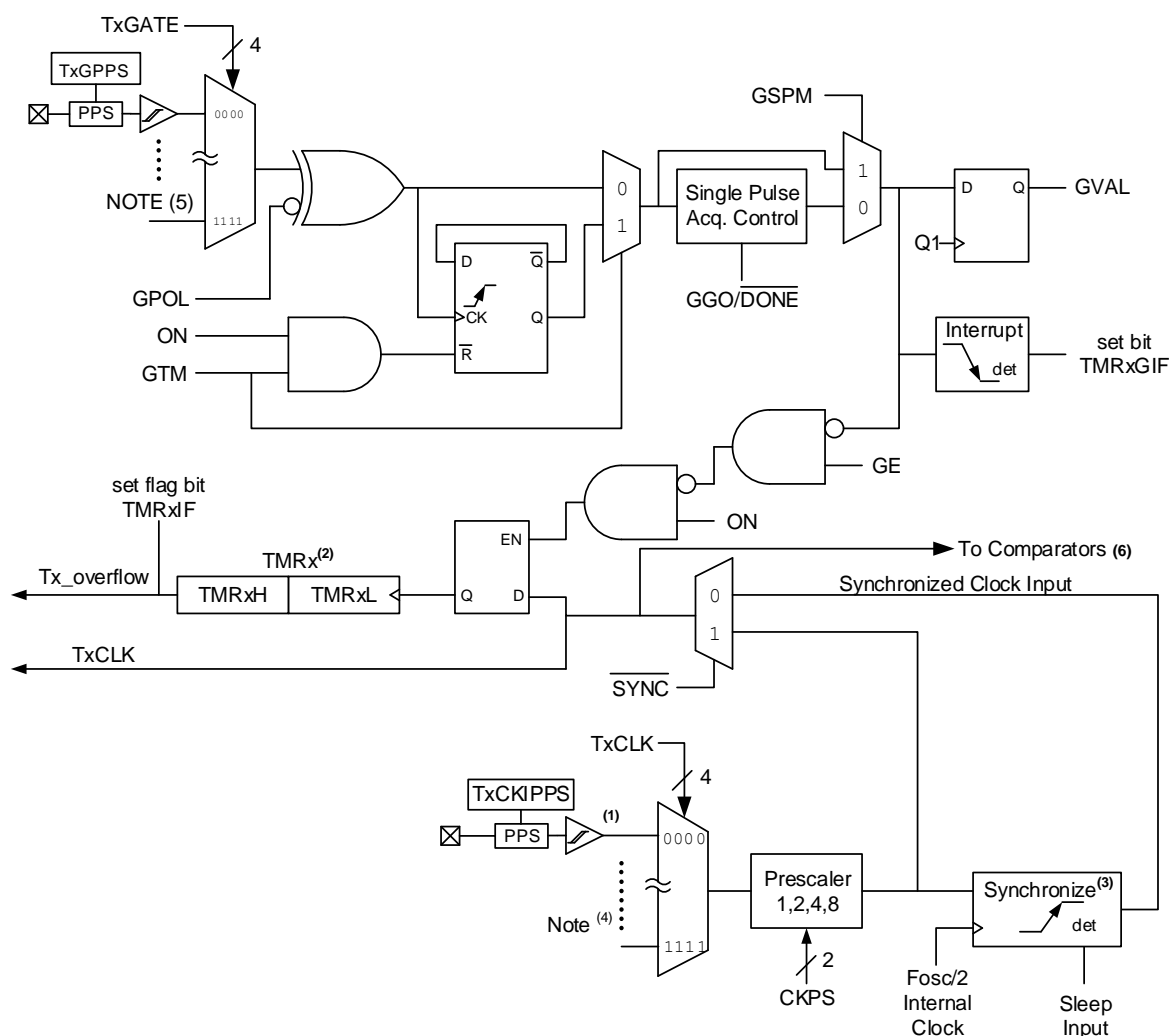 TxGATE
4
TxGPPS
PPS
0000
NOTE (5)
1111
GPOL
ON
GTM
D
Q
CK
Q
R
0
1
Single Pulse
Acq. Control
GGO/DONE
GSPM
1
0
D
Q
Q1
GVAL
Interrupt
det
set bit
TMRxGIF
GE
ON
set flag bit
TMRxIF
Tx_overflow
TMRx(2)
TMRxH
TMRxL
EN
Q
D
TxCLK
To Comparators (6)
Synchronized Clock Input
0
1
SYNC
TxCLK
4
TxCKIPPS
PPS
(1)
0000
Note (4)
1111
Prescaler
1,2,4,8
2
CKPS
Synchronize(3)
det
Fosc/2
Internal
Clock
Sleep
Input